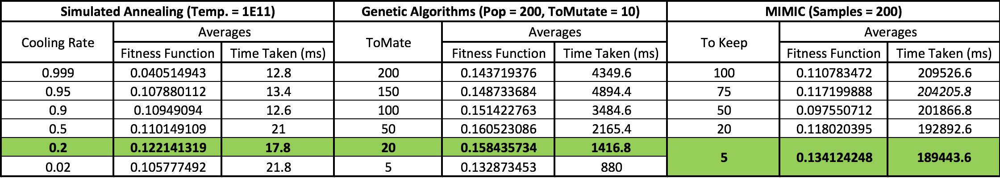 Simulated Annealing (Temp. = 1E11) Genetic Algorithms (Pop = 200, ToMutate = 10) MIMIC (Samples = 200)
Cooling Rate Averages ToMate Averages To Keep Averages
Fitness Function Time Taken (ms) Fitness Function Time Taken (ms) Fitness Function Time Taken (ms)
0.999 0.040514943 12.8 200 0.143719376 4349.6 100 0.110783472 209526.6
0.95 0.107880112 13.4 150 0.148733684 4894.4 75 0.117199888 204205.8
0.9 0.10949094 12.6 100 0.151422763 3484.6 50 0.097550712 201866.8
0.5 0.110149109 21 50 0.160523086 2165.4 20 0.118020395 192892.6
0.2 0.122141319 17.8 20 0.158435734 1416.8 5 0.134124248 189443.6
0.02 0.105777492 21.8 5 0.132873453 880